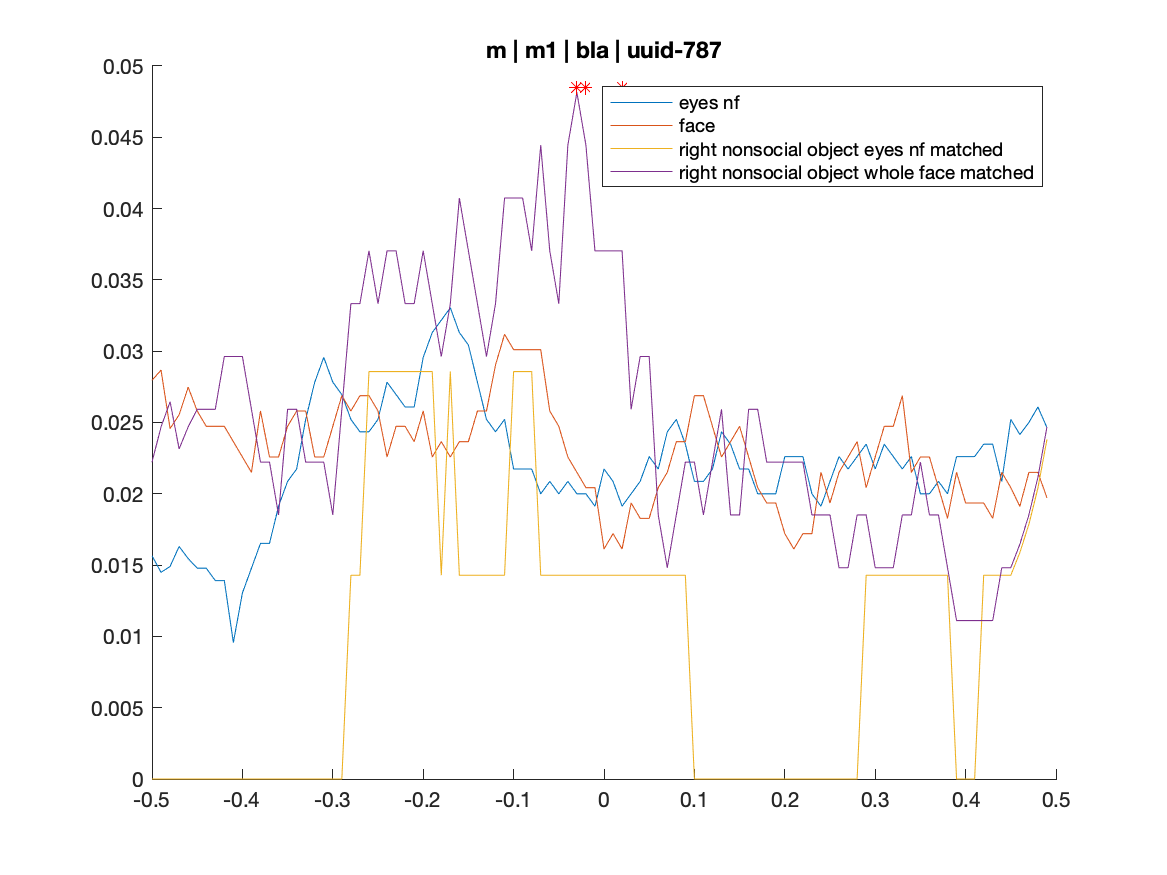 m | m1 | bla | uuid-787
0.05
0.045
0.04
0.035
0.03
0.025
0.02
0.015
0.01
0.005
0
eyes nf
face
right nonsocial object eyes nf matched
right nonsocial object whole face matched
-0.5 -0.4 -0.3 -0.2 -0.1 0 0.1 0.2 0.3 0.4 0.5